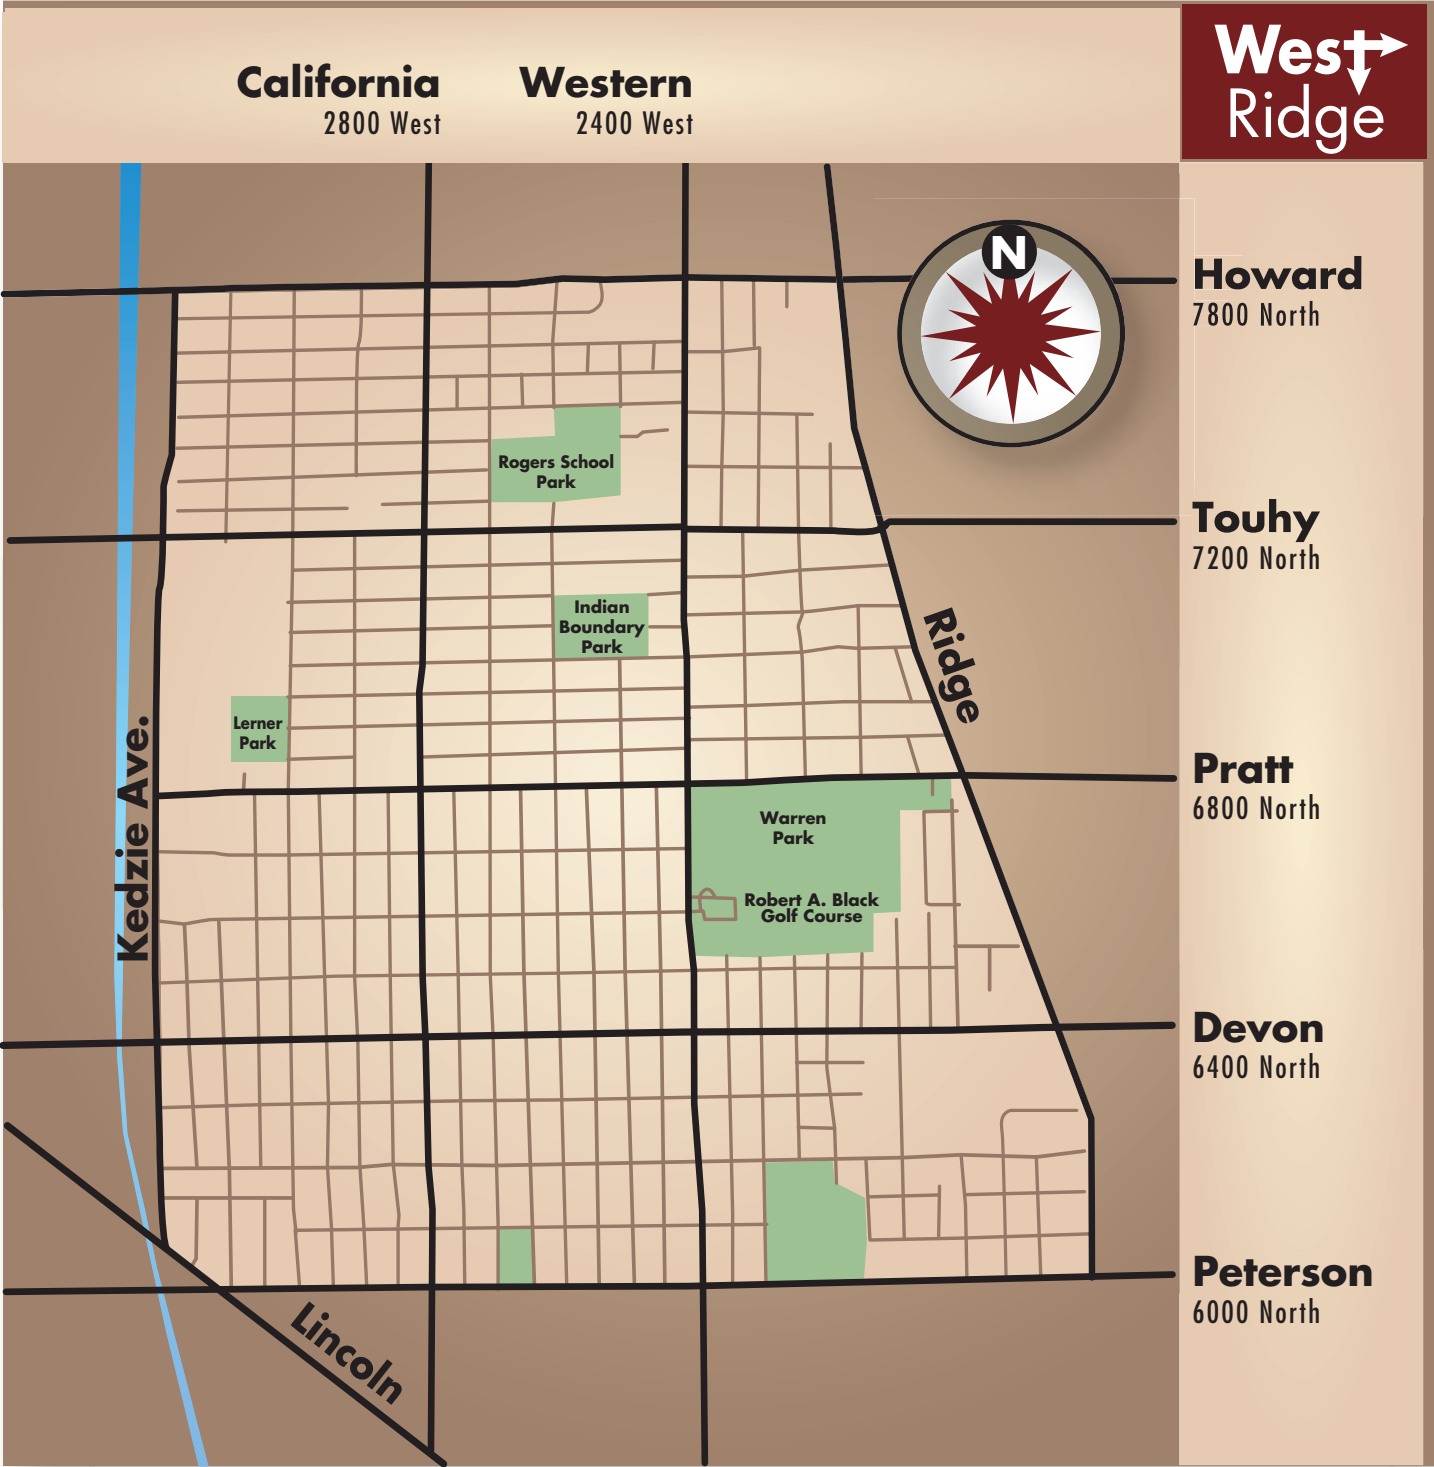 California
2800 West
Western
2400 West
West
Ridge
N
Howard
7800 North
Rogers School
Park
Touhy
7200 North
Indian
Boundary
Park
Ridge
Lerner
Park
Kedzie Ave.
Pratt
6800 North
Warren
Park
Robert A. Black
Golf Course
Devon
6400 North
Peterson
6000 North
Lincoln